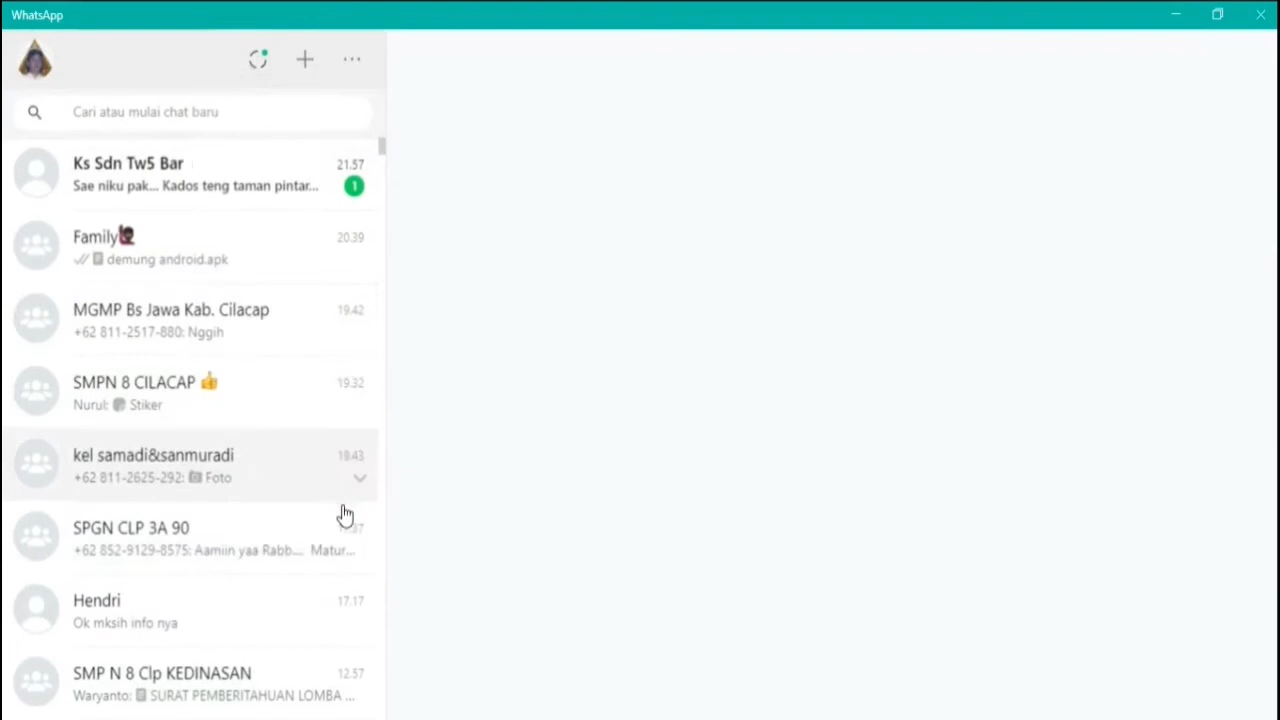 WhatsApp
Cari atau mulai chat baru
Ks Sdn Tw5 Bar
21.57
Sae niku pak... Kados teng taman pintar...
1
Family
20.39
demung android.apk
MGMP Bs Jawa Kab. Cilacap
19.42
+62 811-2517-880: Nggih
SMPN 8 CILACAP 👍
19.32
Nurul: Stiker
kel samadi&sanmuradi
18.43
+62 811-2625-292: Foto
SPGN CLP 3A 90
+62 852-9129-8575: Aamiin yaa Rabb.... Matur...
Hendri
17.17
Ok mksih info nya
SMP N 8 Clp KEDINASAN
12.57
Waryanto: SURAT PEMBERITAHUAN LOMBA ...